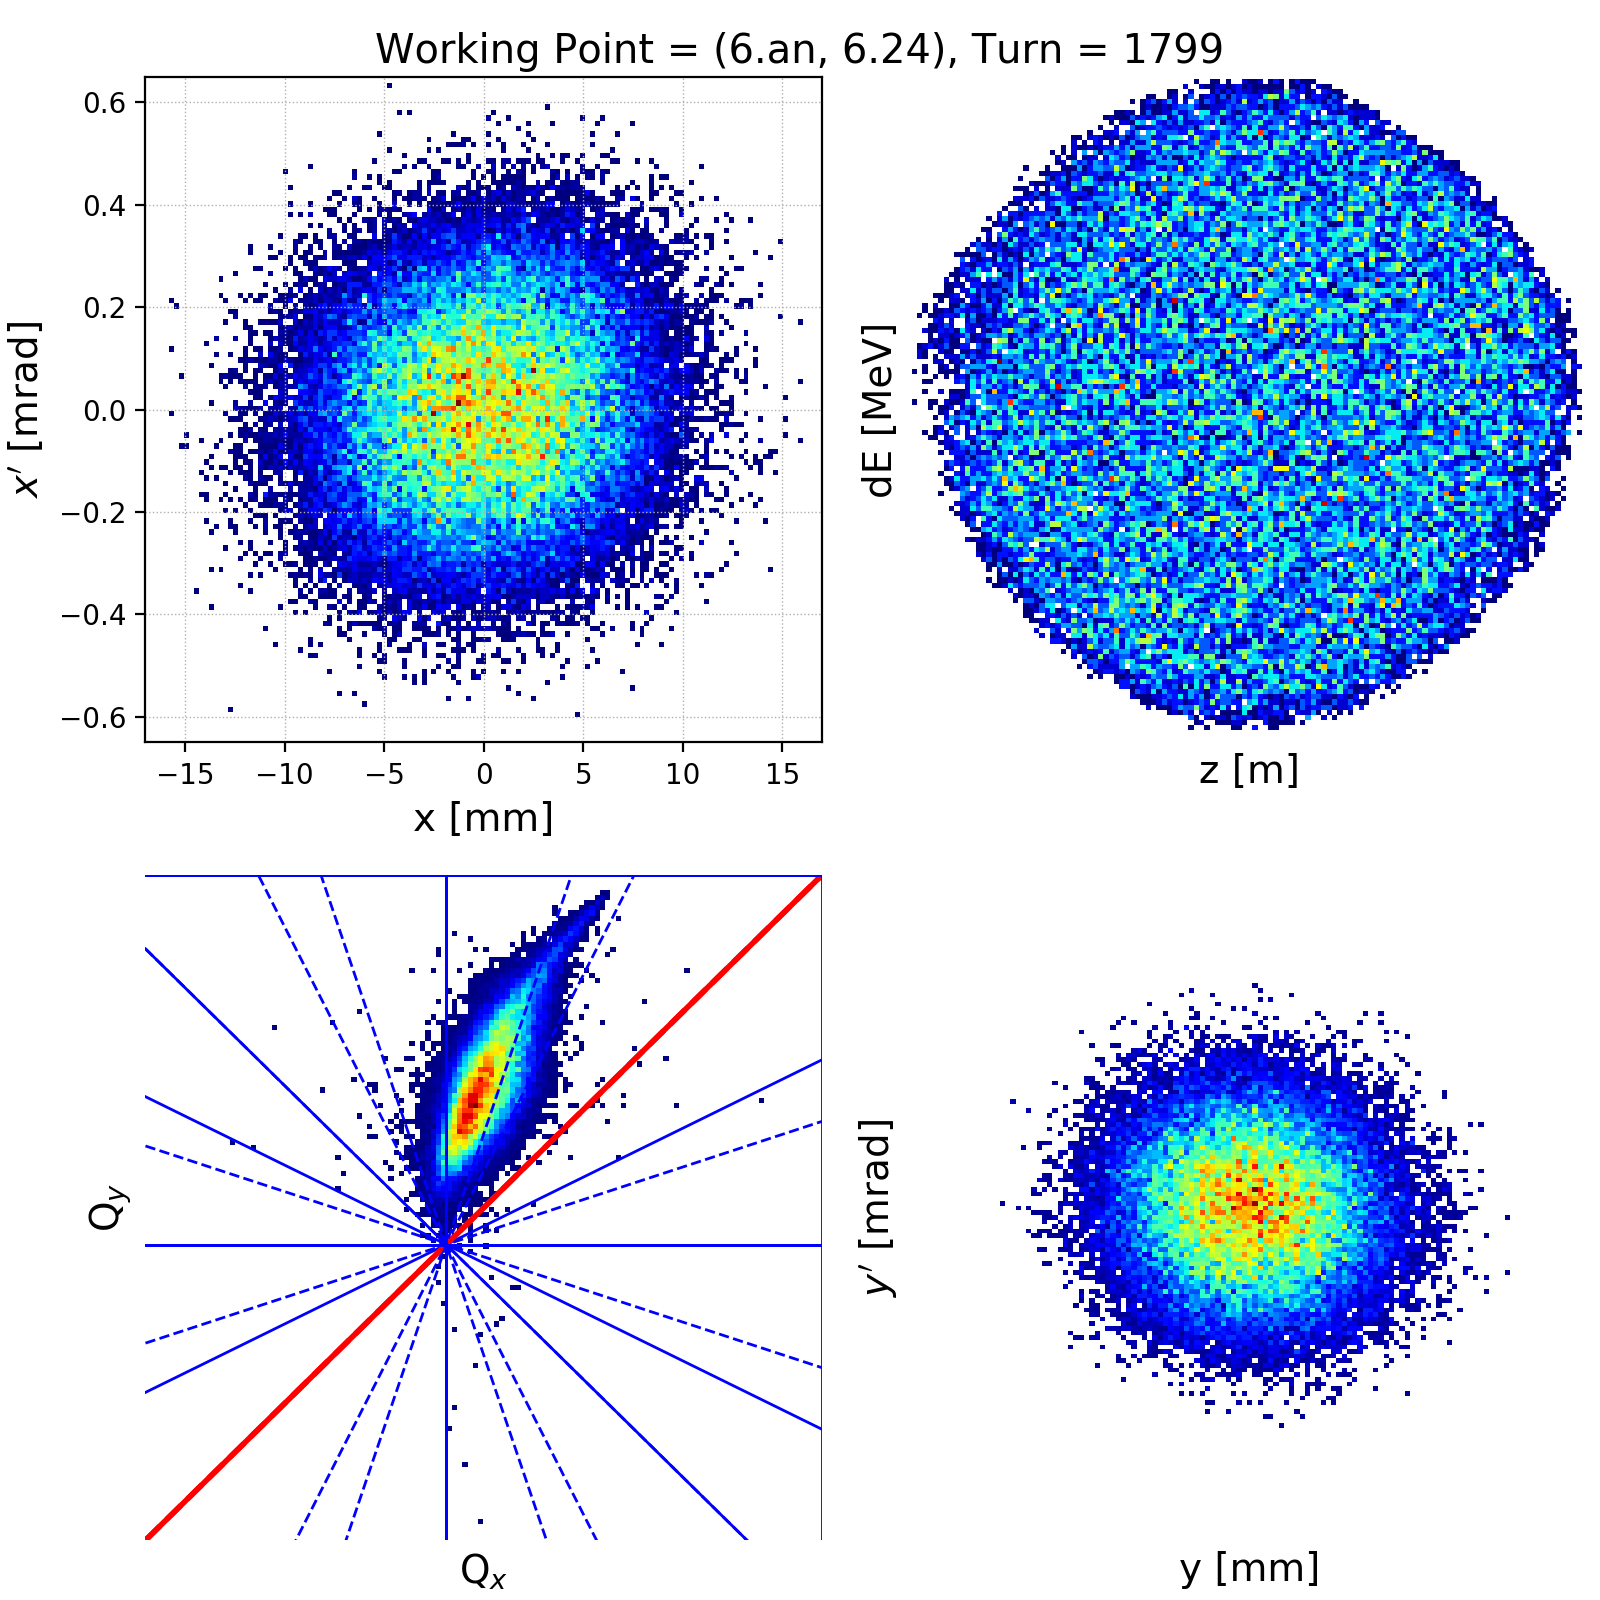 Working Point = (6.an, 6.24), Turn = 1799
0.6
0.4
0.2
0.0
−0.2
−0.4
−0.6
x′ [mrad]
−15 −10 −5 0 5 10 15
x [mm]
dE [MeV]
z [m]
Qy
Qx
y′ [mrad]
y [mm]